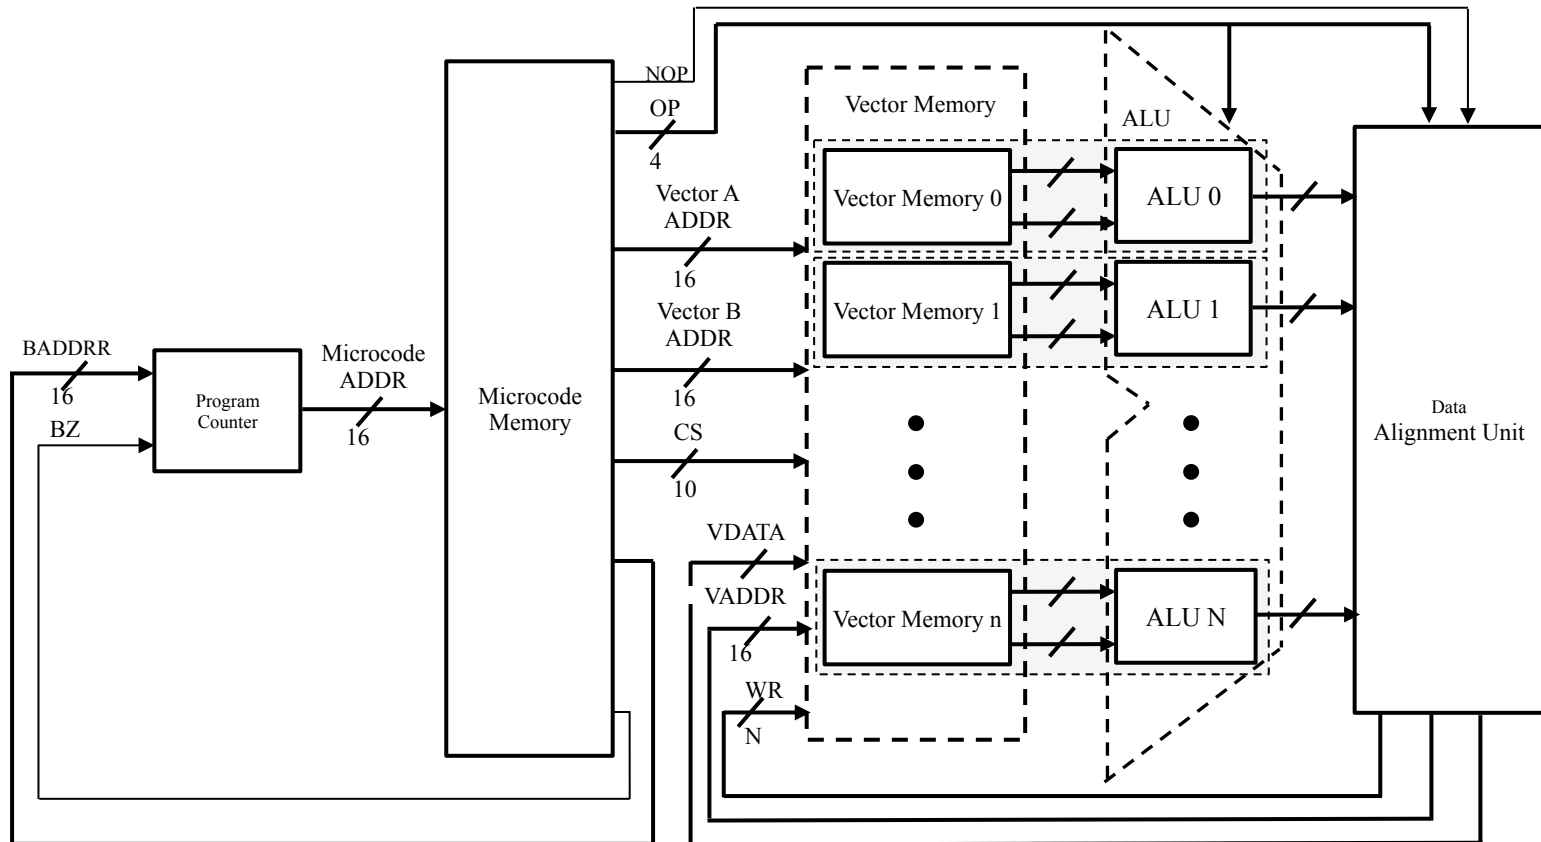 NOP
OP
4
Vector A
ADDR
16
Vector B
ADDR
16
CS
10
VDATA
VADDR
16
WR
N
BADDRR
16
BZ
Program
Counter
Microcode
ADDR
16
Microcode
Memory
Vector Memory
Vector Memory 0
Vector Memory 1
Vector Memory n
ALU
ALU 0
ALU 1
ALU N
Data
Alignment Unit